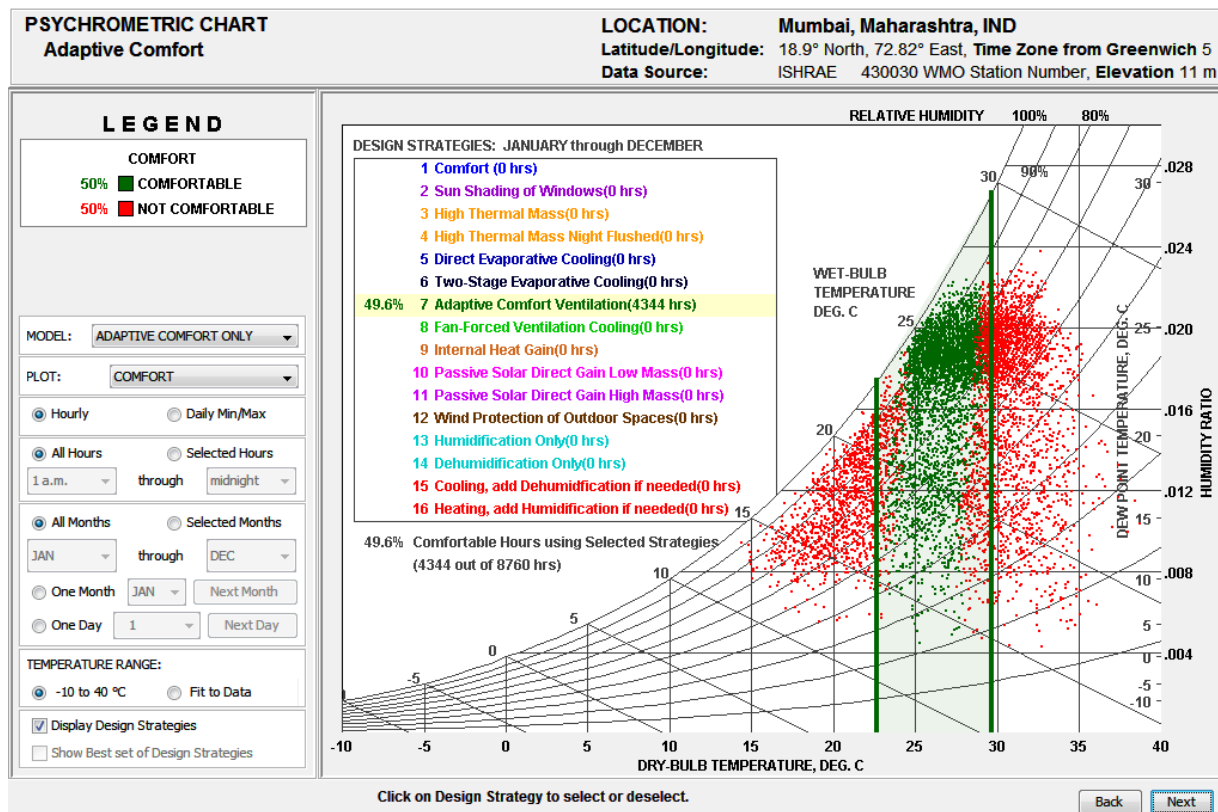 PSYCHROMETRIC CHART
Adaptive Comfort
LOCATION: Mumbai, Maharashtra, IND
Latitude/Longitude: 18.9° North, 72.82° East, Time Zone from Greenwich 5
Data Source: ISHRAE 430030 WMO Station Number, Elevation 11 m
LEGEND
COMFORT
50% COMFORTABLE
50% NOT COMFORTABLE
MODEL: ADAPTIVE COMFORT ONLY
PLOT: COMFORT
Hourly Daily Min/Max
All Hours Selected Hours
1 a.m. through midnight
All Months Selected Months
JAN through DEC
One Month JAN Next Month
One Day 1 Next Day
TEMPERATURE RANGE:
-10 to 40 °C Fit to Data
Display Design Strategies
Show Best set of Design Strategies
RELATIVE HUMIDITY 100% 80%
90%
DESIGN STRATEGIES: JANUARY through DECEMBER
1 Comfort (0 hrs)
2 Sun Shading of Windows(0 hrs)
3 High Thermal Mass(0 hrs)
4 High Thermal Mass Night Flushed(0 hrs)
5 Direct Evaporative Cooling(0 hrs)
6 Two-Stage Evaporative Cooling(0 hrs)
49.6% 7 Adaptive Comfort Ventilation(4344 hrs)
8 Fan-Forced Ventilation Cooling(0 hrs)
9 Internal Heat Gain(0 hrs)
10 Passive Solar Direct Gain Low Mass(0 hrs)
11 Passive Solar Direct Gain High Mass(0 hrs)
12 Wind Protection of Outdoor Spaces(0 hrs)
13 Humidification Only(0 hrs)
14 Dehumidification Only(0 hrs)
15 Cooling, add Dehumidfication if needed(0 hrs)
16 Heating, add Humidification if needed(0 hrs)
49.6% Comfortable Hours using Selected Strategies
(4344 out of 8760 hrs)
WET-BULB
TEMPERATURE
DEG. C
-5
0
5
10
15
20
25
30
DEW POINT TEMPERATURE, DEG. C
30
25
20
15
10
5
0
-5
-10
HUMIDITY RATIO
.028
.024
.020
.016
.012
.008
.004
-10 -5 0 5 10 15 20 25 30 35 40
DRY-BULB TEMPERATURE, DEG. C
Click on Design Strategy to select or deselect.
Back Next